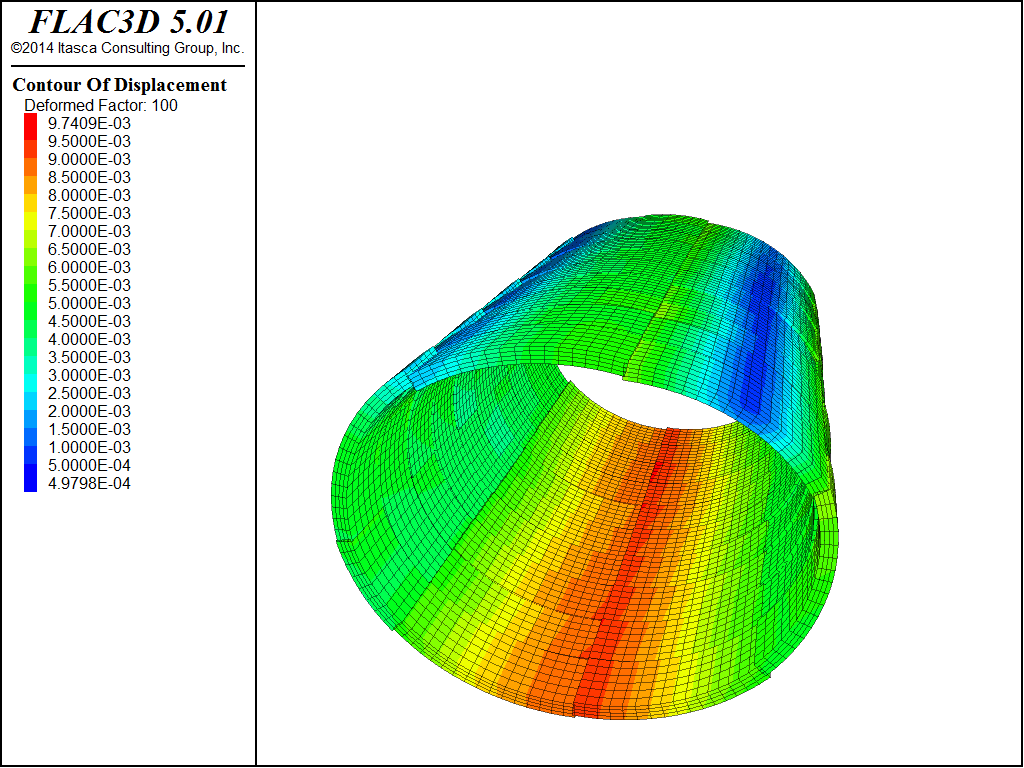 FLAC3D 5.01
©2014 Itasca Consulting Group, Inc.
Contour Of Displacement
Deformed Factor: 100
9.7409E-03
9.5000E-03
9.0000E-03
8.5000E-03
8.0000E-03
7.5000E-03
7.0000E-03
6.5000E-03
6.0000E-03
5.5000E-03
5.0000E-03
4.5000E-03
4.0000E-03
3.5000E-03
3.0000E-03
2.5000E-03
2.0000E-03
1.5000E-03
1.0000E-03
5.0000E-04
4.9798E-04